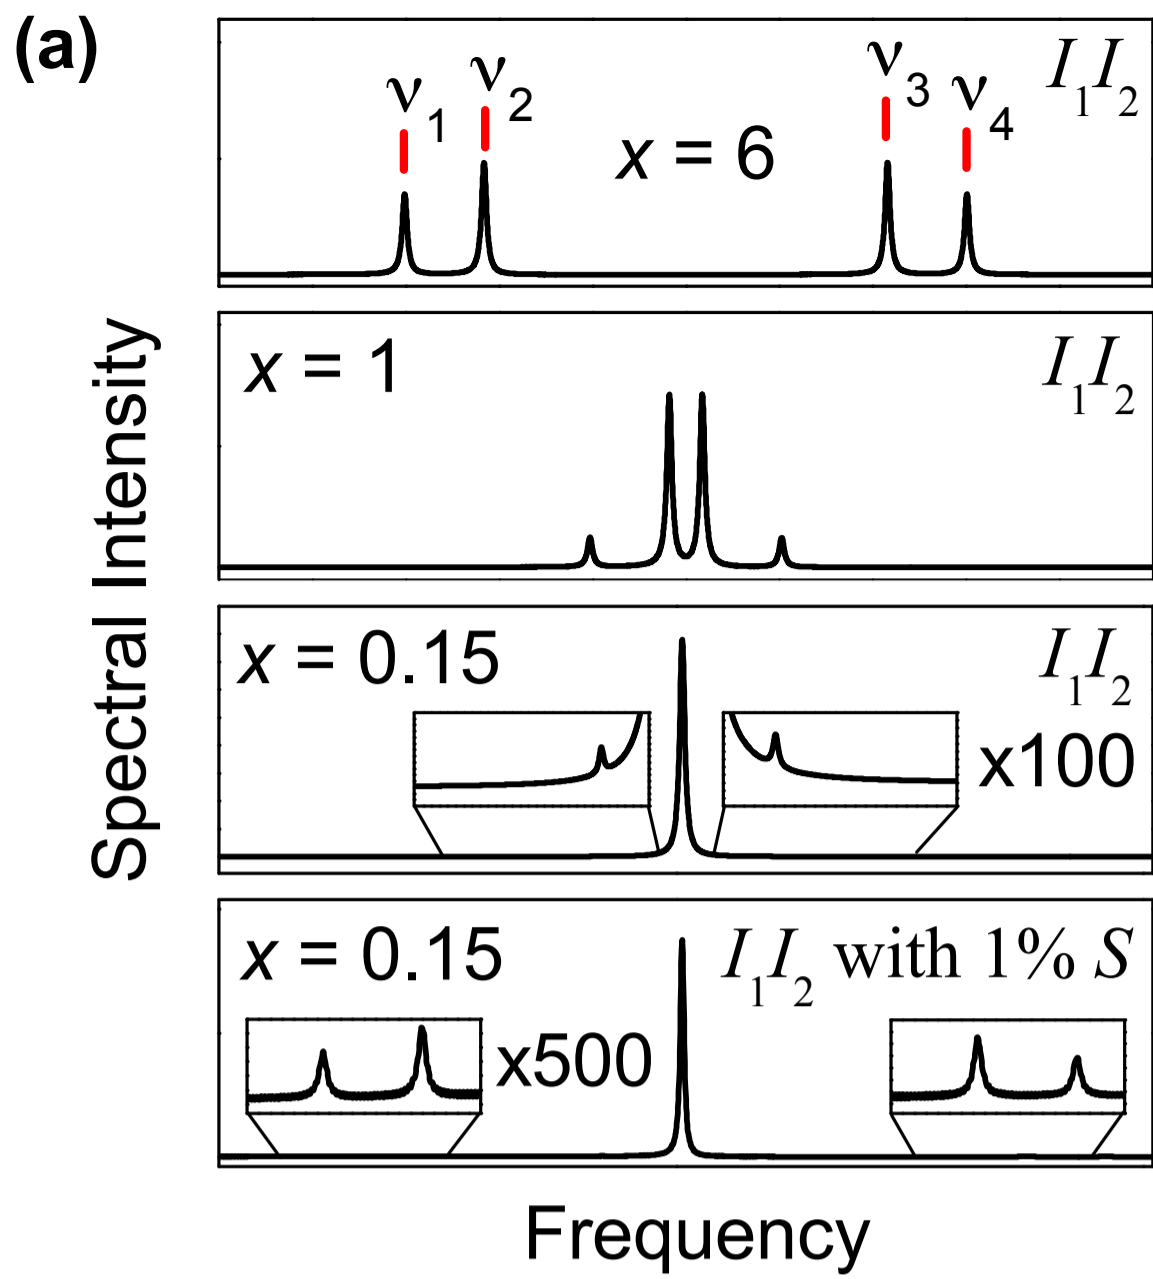 (a)
ν1 ν2 ν3 ν4
x = 6
I1I2
x = 1
I1I2
x = 0.15
I1I2
x100
x = 0.15
I1I2 with 1% S
x500
Spectral Intensity
Frequency